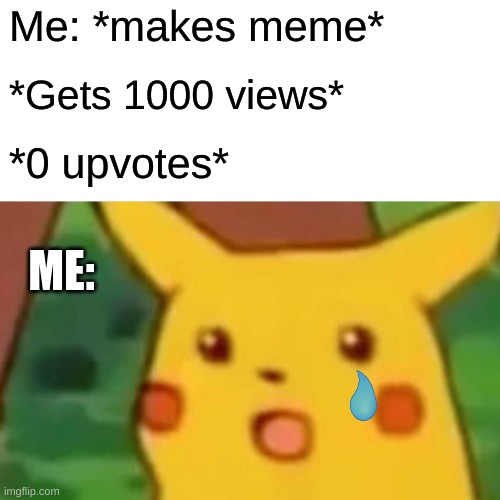 Me: *makes meme*
*Gets 1000 views*
*0 upvotes*
ME:
imgflip.com